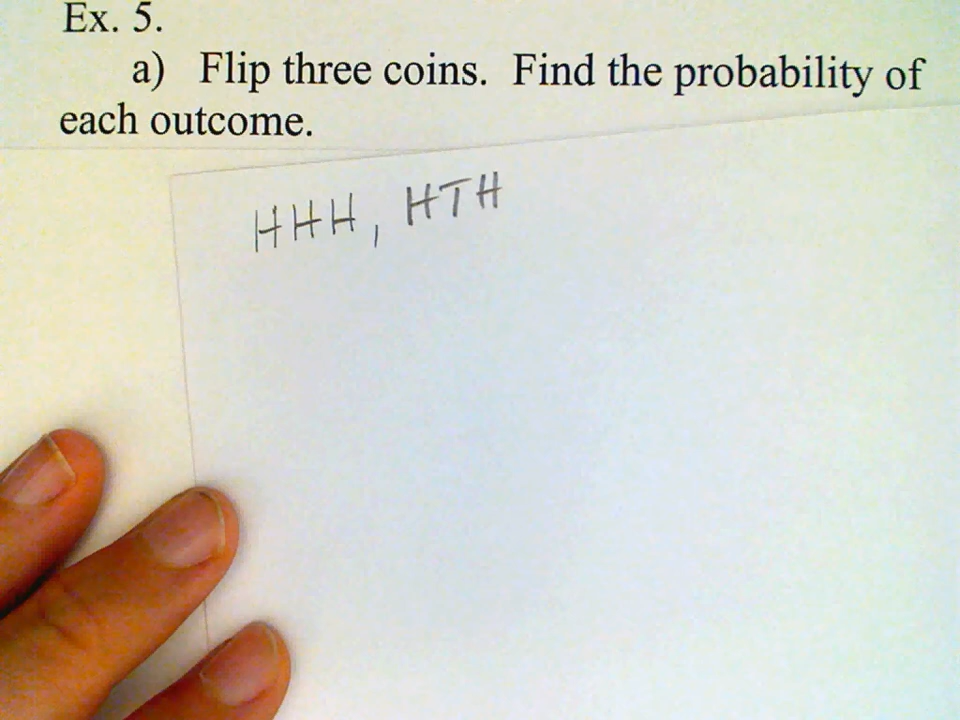 Ex. 5.
a) Flip three coins. Find the probability of
each outcome.
HHH, HTH